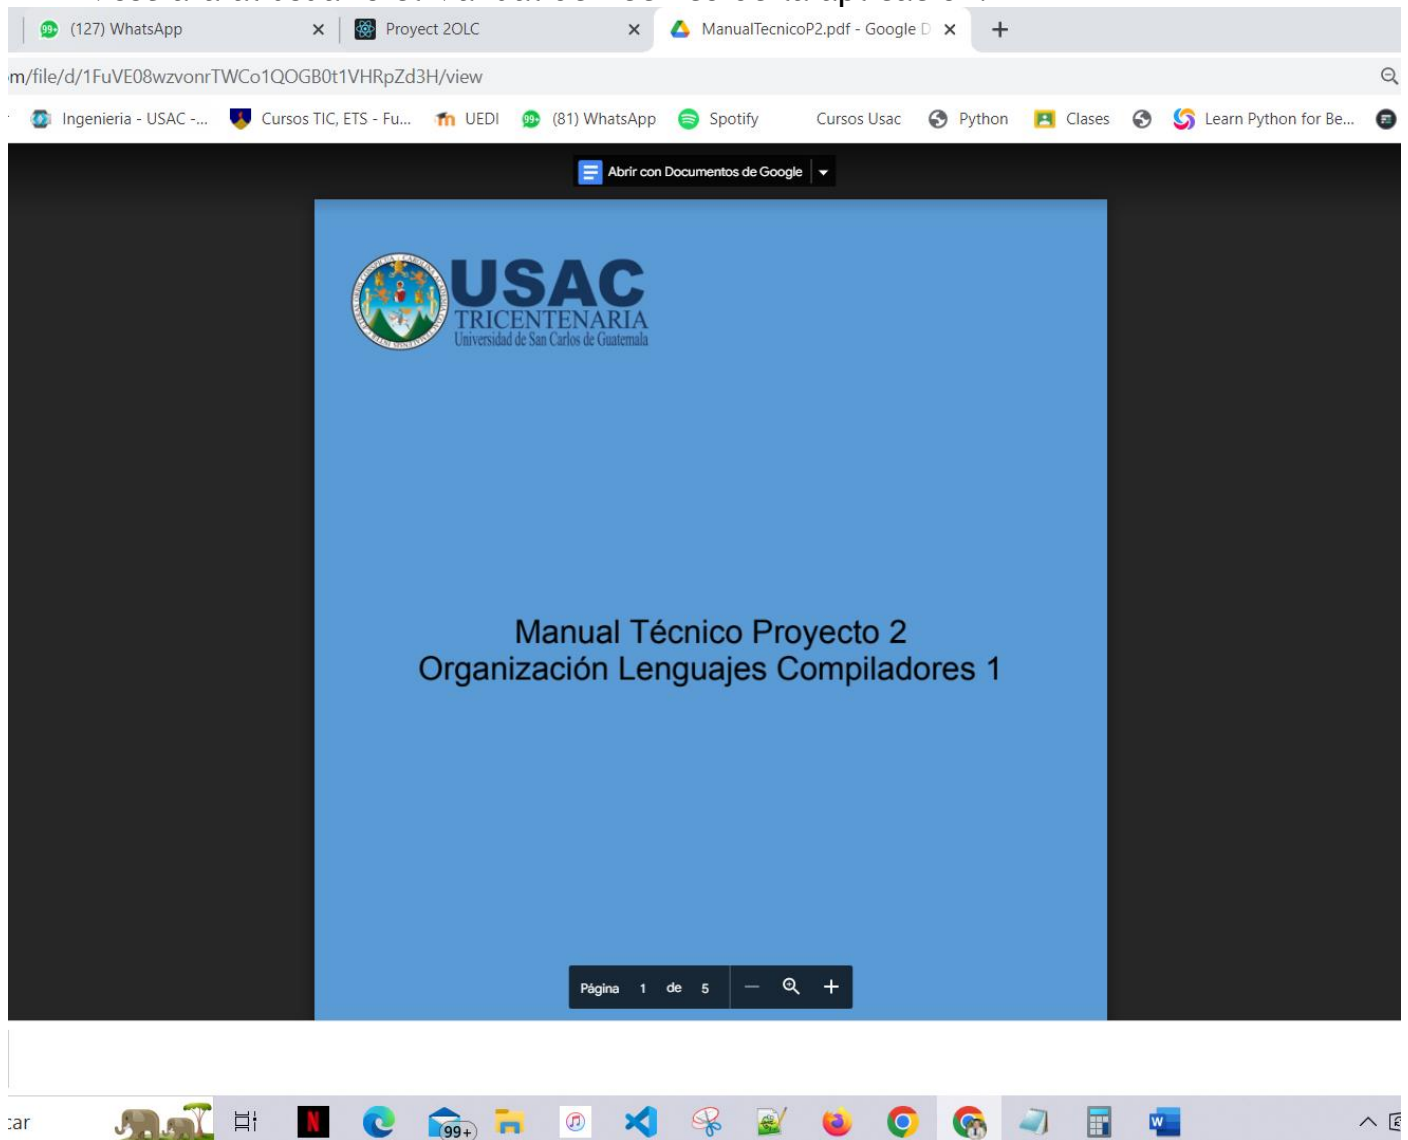 (127) WhatsApp
Proyect 2OLC
ManualTecnicoP2.pdf - Google D
m/file/d/1FuVE08wzvonrTWCo1QOGB0t1VHRpZd3H/view
Ingenieria - USAC -...
Cursos TIC, ETS - Fu...
UEDI
(81) WhatsApp
Spotify
Cursos Usac
Python
Clases
Learn Python for Be...
Abrir con Documentos de Google
USAC
TRICENTENARIA
Universidad de San Carlos de Guatemala
Manual Técnico Proyecto 2
Organización Lenguajes Compiladores 1
Página 1 de 5
car
99+